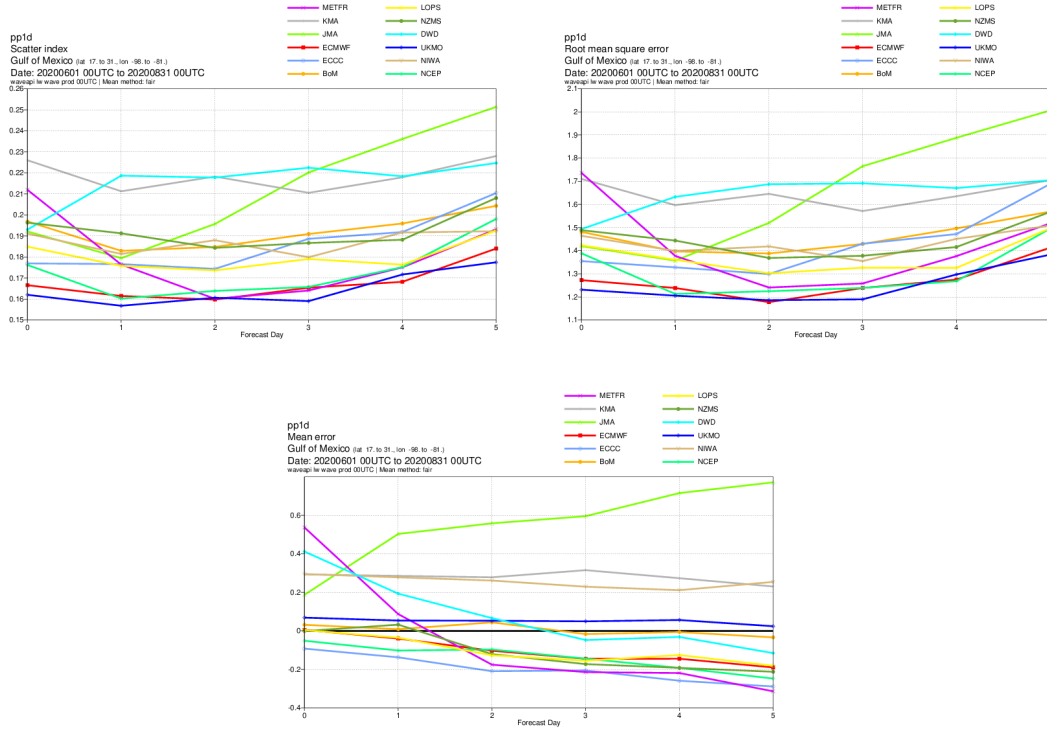 METFR LOPS
KMA NZMS
JMA DWD
ECMWF UKMO
ECCC NIWA
BoM NCEP
pp1d
Scatter index
Gulf of Mexico (lat 17. to 31., lon -98. to -81.)
Date: 20200601 00UTC to 20200831 00UTC
waveapi lw wave prod 00UTC | Mean method: fair
0.26
0.25
0.24
0.23
0.22
0.21
0.2
0.19
0.18
0.17
0.16
0.15
0 1 2 3 4 5
Forecast Day
METFR LOPS
KMA NZMS
JMA DWD
ECMWF UKMO
ECCC NIWA
BoM NCEP
pp1d
Root mean square error
Gulf of Mexico (lat 17. to 31., lon -98. to -81.)
Date: 20200601 00UTC to 20200831 00UTC
waveapi lw wave prod 00UTC | Mean method: fair
2.1
2
1.9
1.8
1.7
1.6
1.5
1.4
1.3
1.2
1.1
0 1 2 3 4
Forecast Day
METFR LOPS
KMA NZMS
JMA DWD
ECMWF UKMO
ECCC NIWA
BoM NCEP
pp1d
Mean error
Gulf of Mexico (lat 17. to 31., lon -98. to -81.)
Date: 20200601 00UTC to 20200831 00UTC
waveapi lw wave prod 00UTC | Mean method: fair
0.6
0.4
0.2
0
-0.2
-0.4
0 1 2 3 4 5
Forecast Day